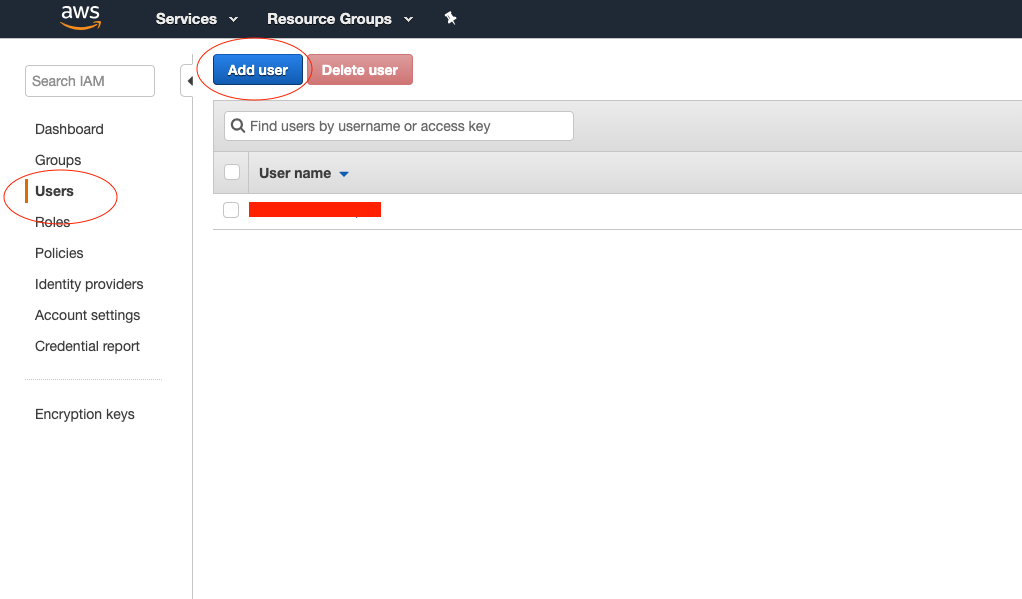 aws
Services
Resource Groups
Search IAM
Dashboard
Groups
Users
Roles
Policies
Identity providers
Account settings
Credential report
Encryption keys
Add user
Delete user
Find users by username or access key
User name